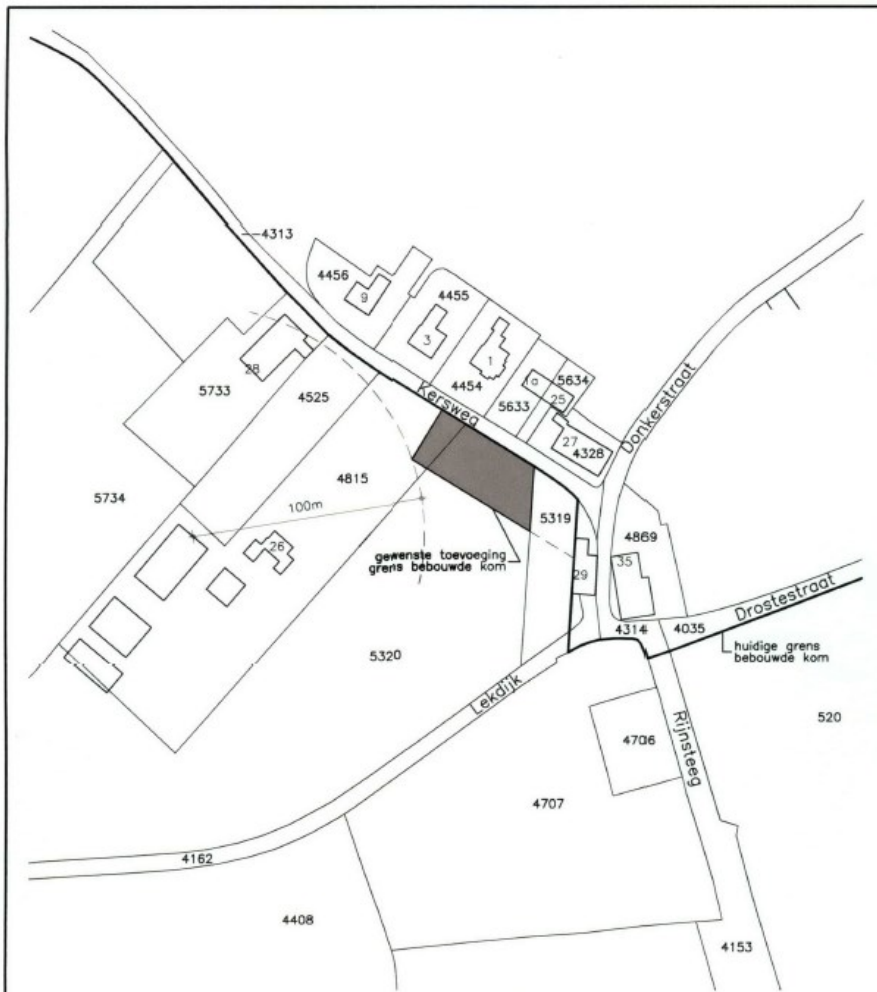 4313
4456
9
4455
3
1
4454
1a
5634
25
5633
27
4328
Kersweg
Donkerstraat
28
5733
4525
4815
5734
100m
26
5319
gewenste toevoeging
grens bebouwde kom
29
4869
35
Drostestraat
4314
4035
huidige grens
bebouwde kom
5320
Lekdijk
Rijnsteeg
520
4706
4707
4162
4408
4153